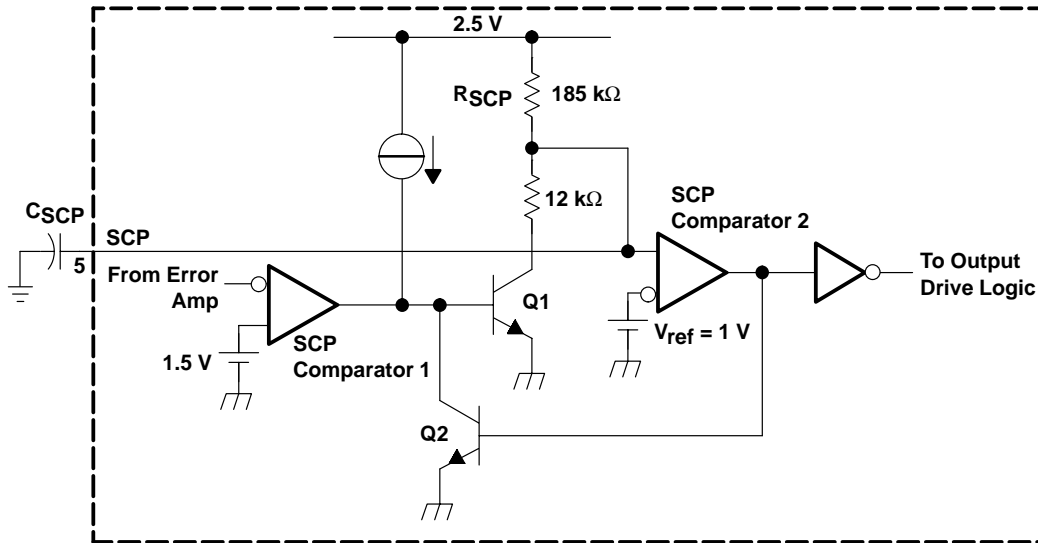 2.5 V
RSCP
185 kΩ
12 kΩ
CSCP
SCP
5
From Error
Amp
1.5 V
SCP
Comparator 1
Q1
Q2
SCP
Comparator 2
Vref = 1 V
To Output
Drive Logic